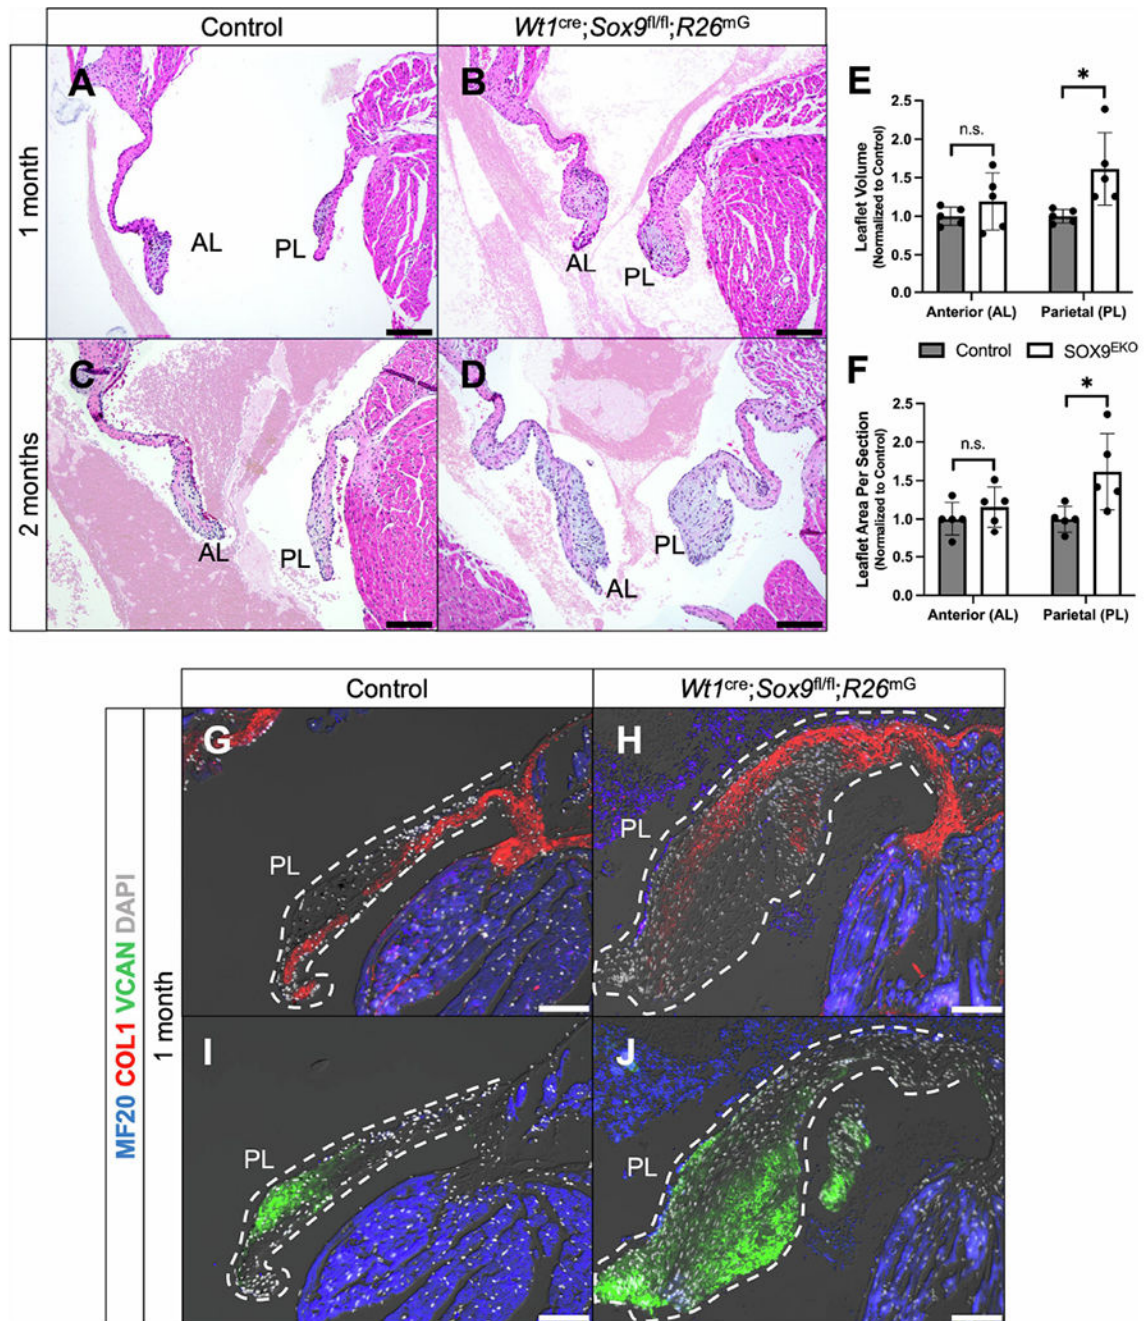 Control
Wt1cre;Sox9fl/fl;R26mG
1 month
2 months
A
AL
PL
B
AL
PL
C
AL
PL
D
AL
PL
E
Leaflet Volume
(Normalized to Control)
2.5
2.0
1.5
1.0
0.5
0.0
n.s.
*
Anterior (AL)
Parietal (PL)
Control
SOX9EKO
F
Leaflet Area Per Section
(Normalized to Control)
2.5
2.0
1.5
1.0
0.5
0.0
n.s.
*
Anterior (AL)
Parietal (PL)
Control
Wt1cre;Sox9fl/fl;R26mG
MF20 COL1 VCAN DAPI
1 month
G
PL
H
PL
I
PL
J
PL